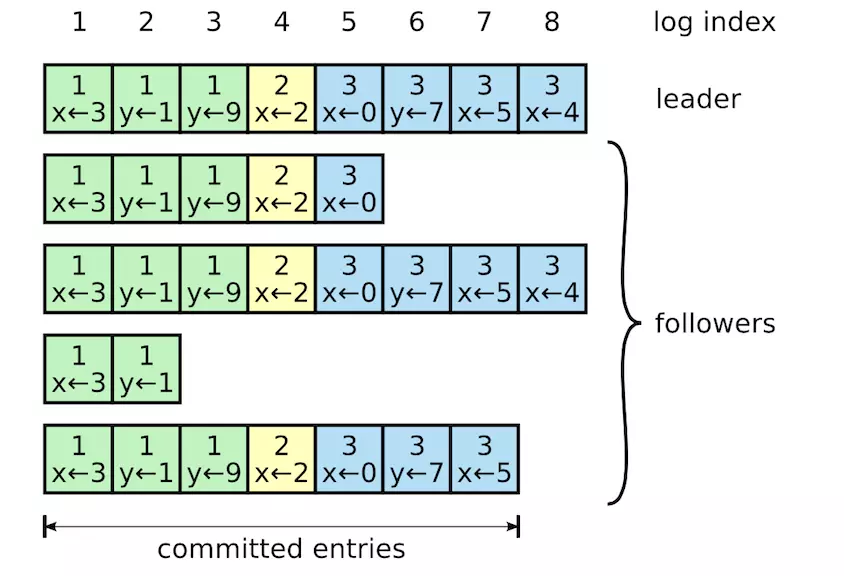 1 2 3 4 5 6 7 8 log index
1 1 1 2 3 3 3 3
x←3 y←1 y←9 x←2 x←0 y←7 x←5 x←4
leader
1 1 1 2 3
x←3 y←1 y←9 x←2 x←0
1 1 1 2 3 3 3 3
x←3 y←1 y←9 x←2 x←0 y←7 x←5 x←4
followers
1 1
x←3 y←1
1 1 1 2 3 3 3
x←3 y←1 y←9 x←2 x←0 y←7 x←5
committed entries